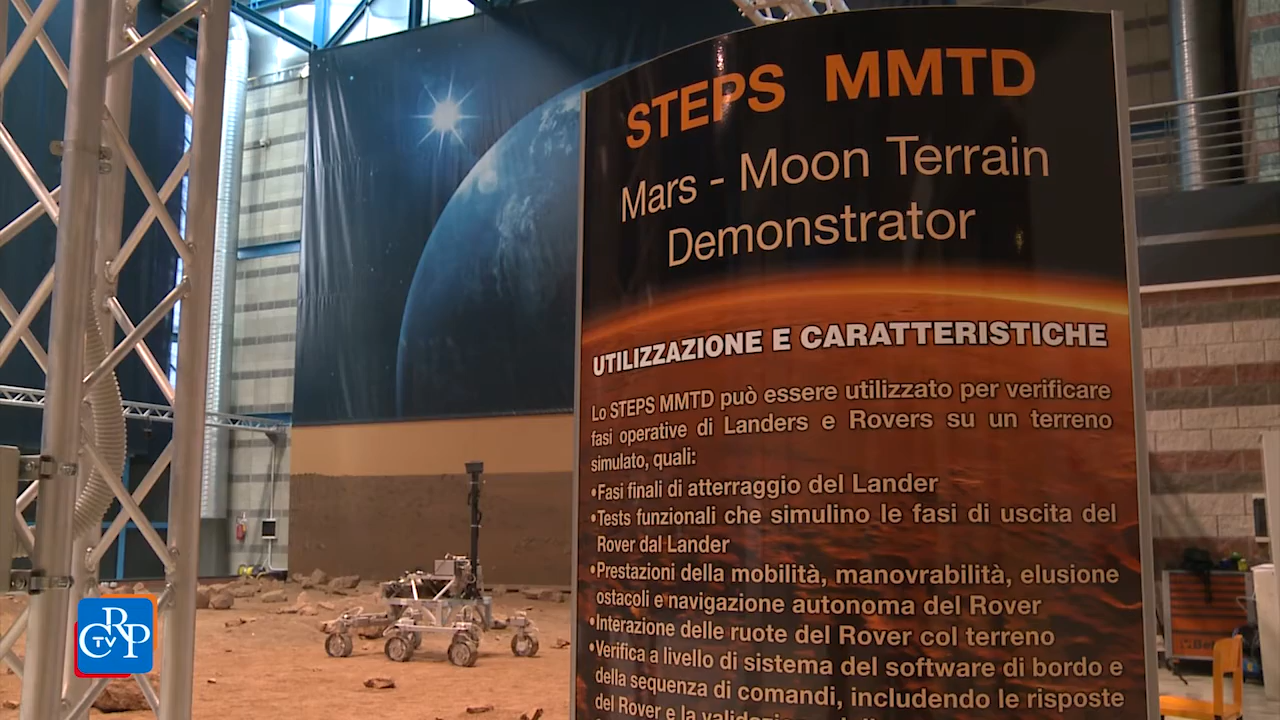 STEPS MMTD
Mars - Moon Terrain
Demonstrator
UTILIZZAZIONE E CARATTERISTICHE
Lo STEPS MMTD può essere utilizzato per verificare
fasi operative di Landers e Rovers su un terreno
simulato, quali:
•Fasi finali di atterraggio del Lander
•Tests funzionali che simulino le fasi di uscita del
Rover dal Lander
•Prestazioni della mobilità, manovrabilità, elusione
ostacoli e navigazione autonoma del Rover
•Interazione delle ruote del Rover col terreno
•Verifica a livello di sistema del software di bordo e
della sequenza di comandi, includendo le risposte
del Rover e la
CRP
TV